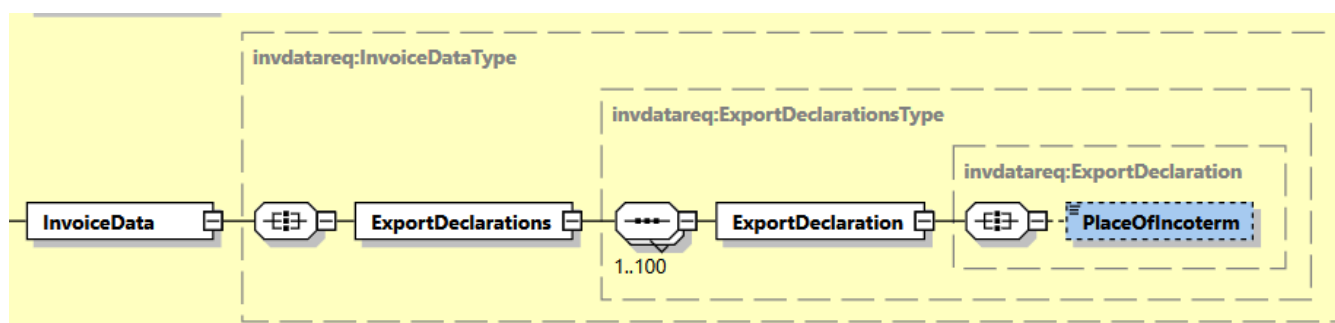 invdatareq:InvoiceDataType
invdatareq:ExportDeclarationsType
invdatareq:ExportDeclaration
InvoiceData
ExportDeclarations
ExportDeclaration
PlaceOfIncoterm
1..100